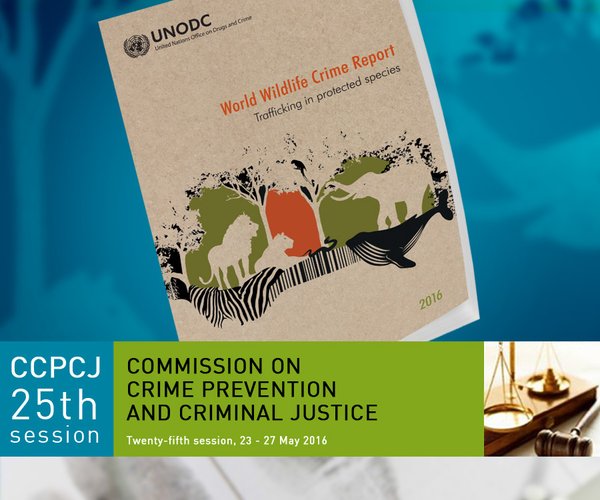 UNODC
United Nations Office on Drugs and Crime
World Wildlife Crime Report
Trafficking in protected species
2016
CCPCJ
25th
session
COMMISSION ON
CRIME PREVENTION
AND CRIMINAL JUSTICE
Twenty-fifth session, 23 - 27 May 2016